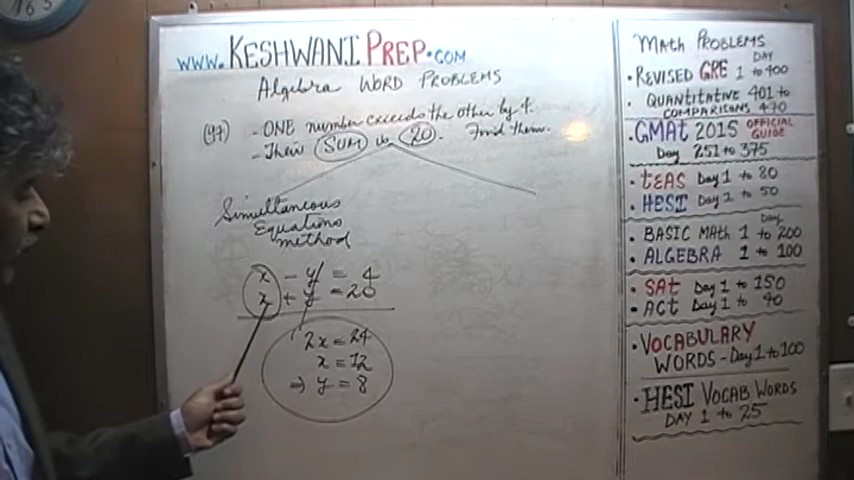 www.KESHWANI PREP.COM
Algebra WORD PROBLEMS
(47) - ONE number exceeds the other by 4.
- Their SUM is 20. Find them.
Simultaneous
Equations
method
x - y = 4
x + y = 20
2x = 24
x = 12
⇒ y = 8
MATH PROBLEMS
DAY
• REVISED GRE 1 to 400
• QUANTITATIVE 401 to
COMPARISONS 470
• GMAT 2015 OFFICIAL GUIDE
Day 251 to 375
• TEAS Day 1 to 80
• HESI Day 1 to 50
Day
• BASIC MATH 1 to 200
• ALGEBRA 1 to 100
• SAT Day 1 to 150
• ACT Day 1 to 40
• VOCABULARY
WORDS - Day 1 to 100
• HESI VOCAB WORDS
DAY 1 to 25